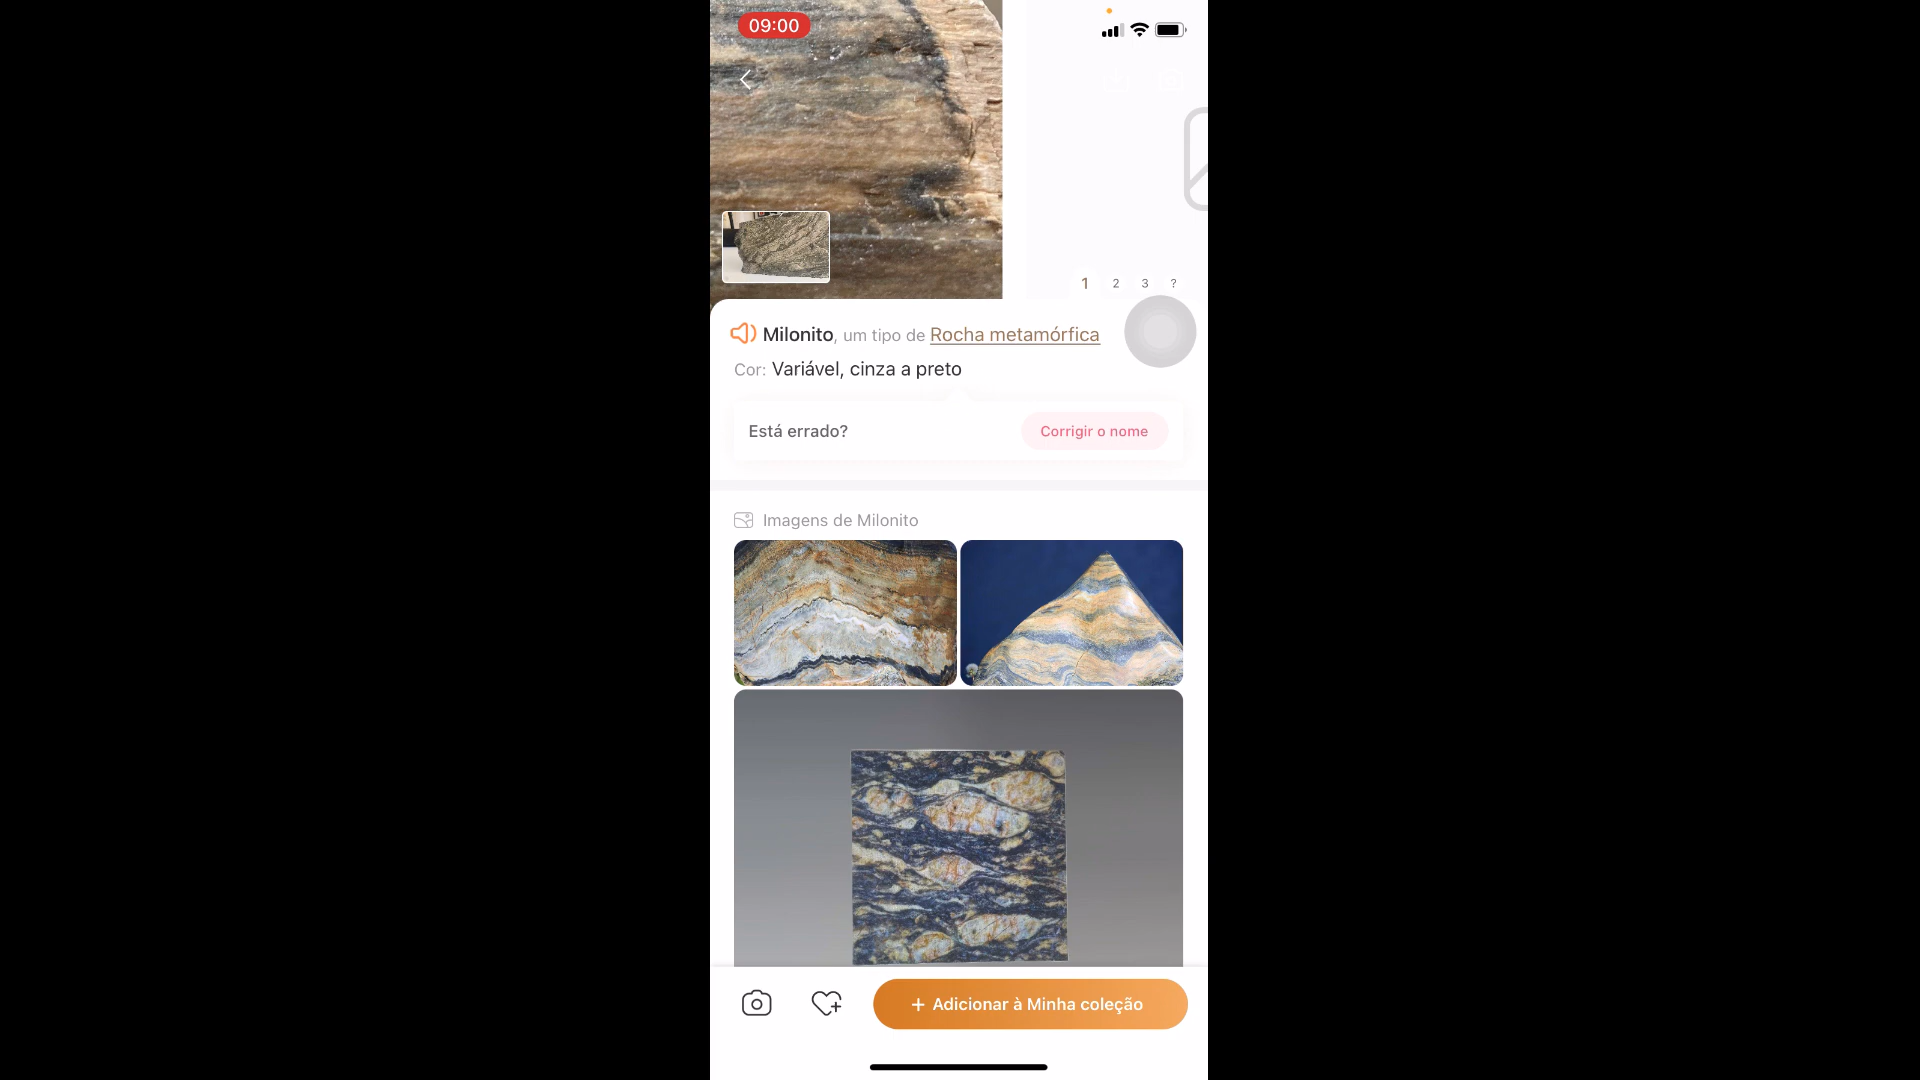 09:00
1 2 3 ?
Milonito, um tipo de Rocha metamórfica
Cor: Variável, cinza a preto
Está errado?
Corrigir o nome
Imagens de Milonito
+ Adicionar à Minha coleção